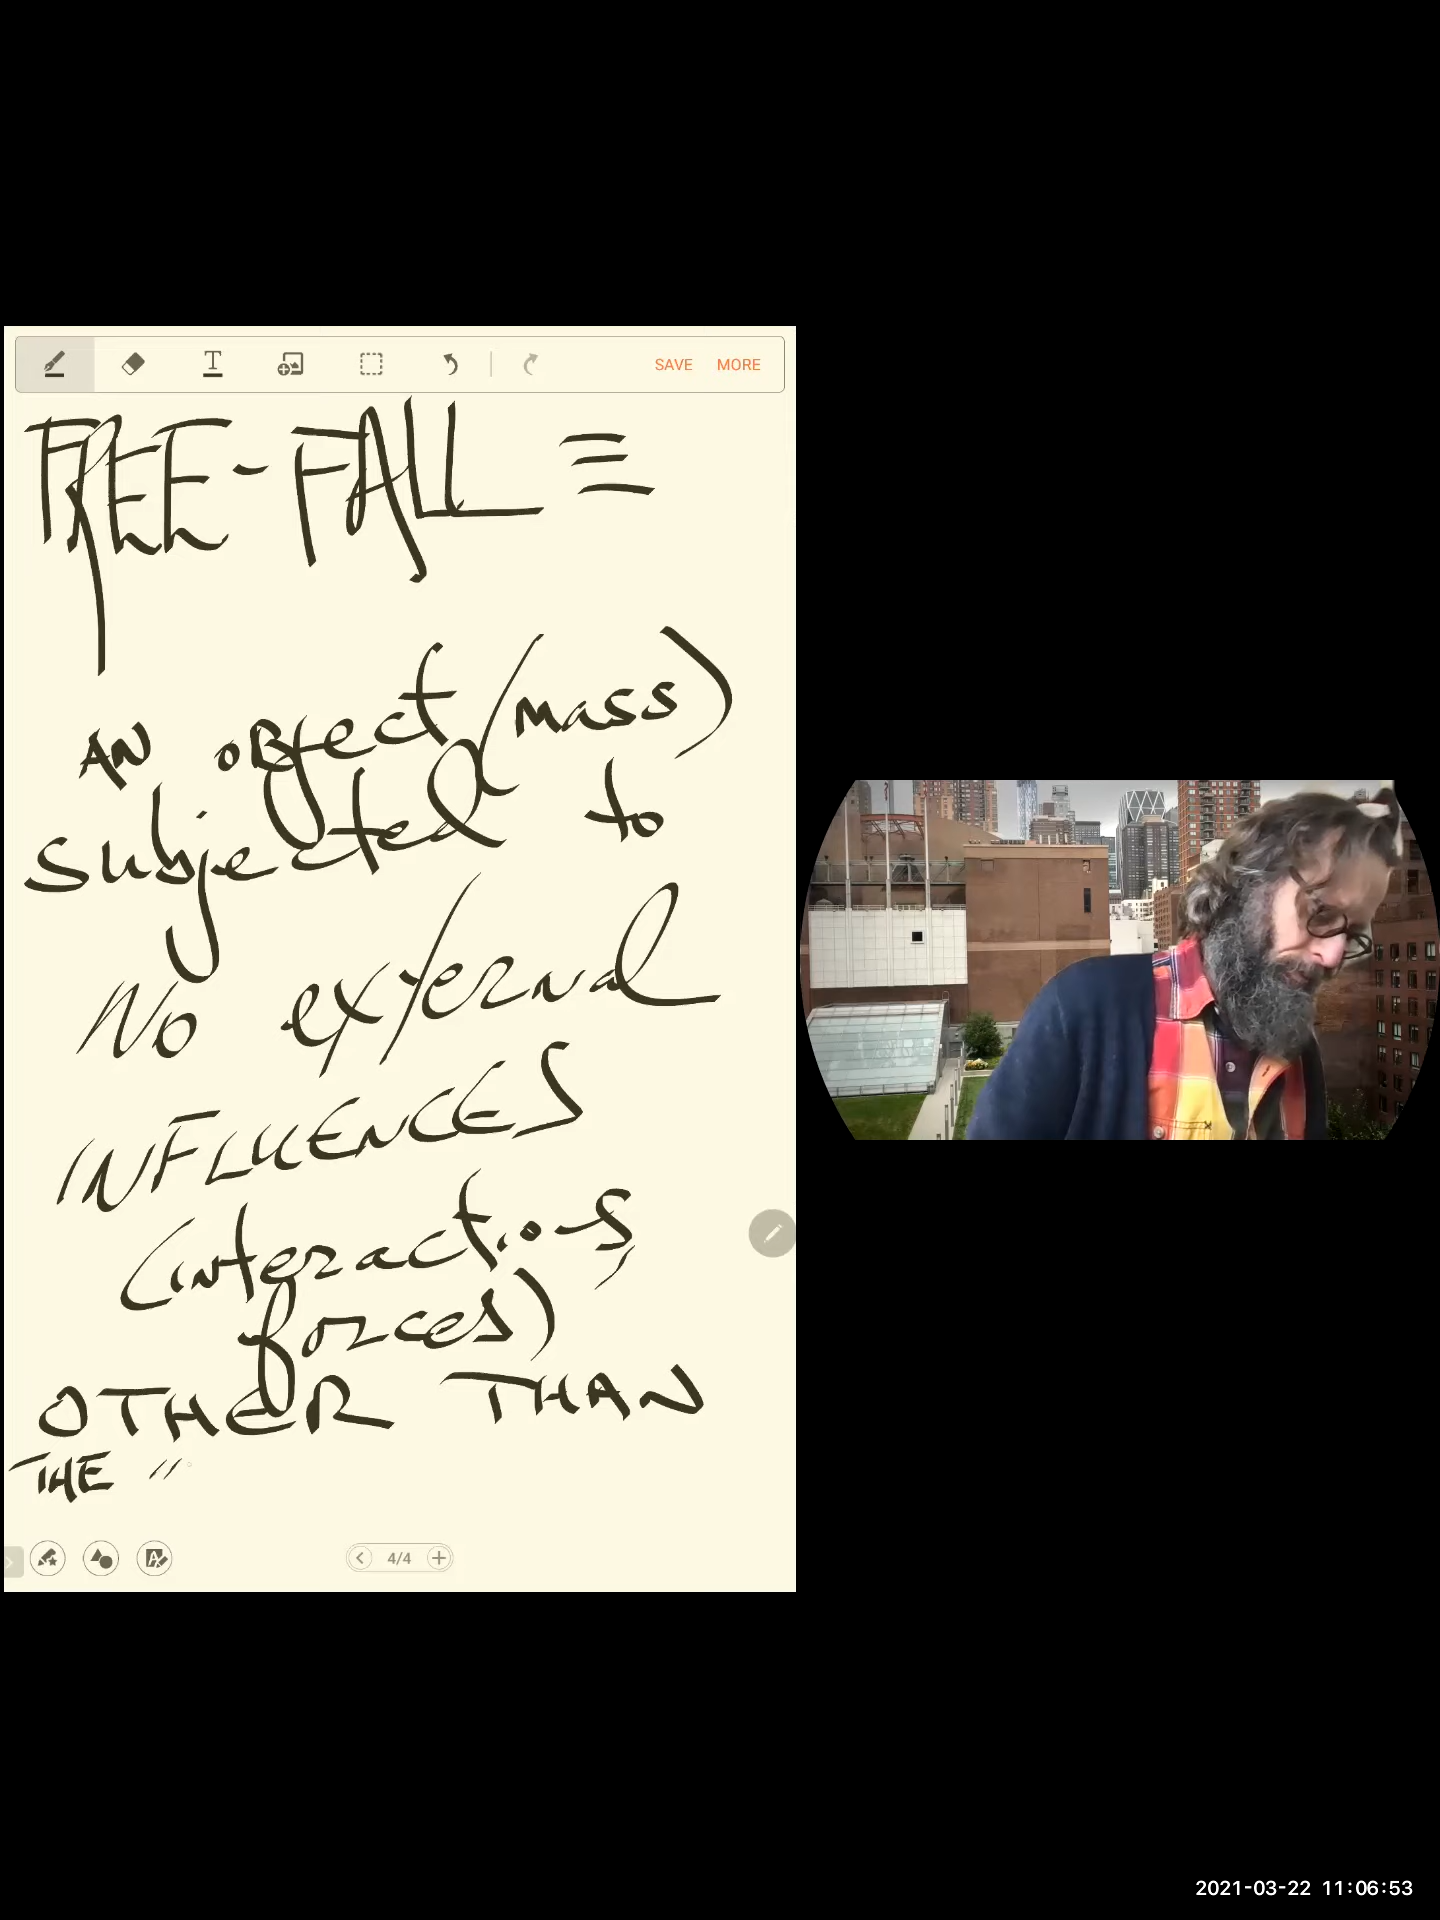 SAVE MORE
FREE-FALL ≡
AN OBject (mass)
subjected to
No external
INFLUENCES
(interactions,
forces)
OTHER THAN
THE "
4/4
2021-03-22 11:06:53